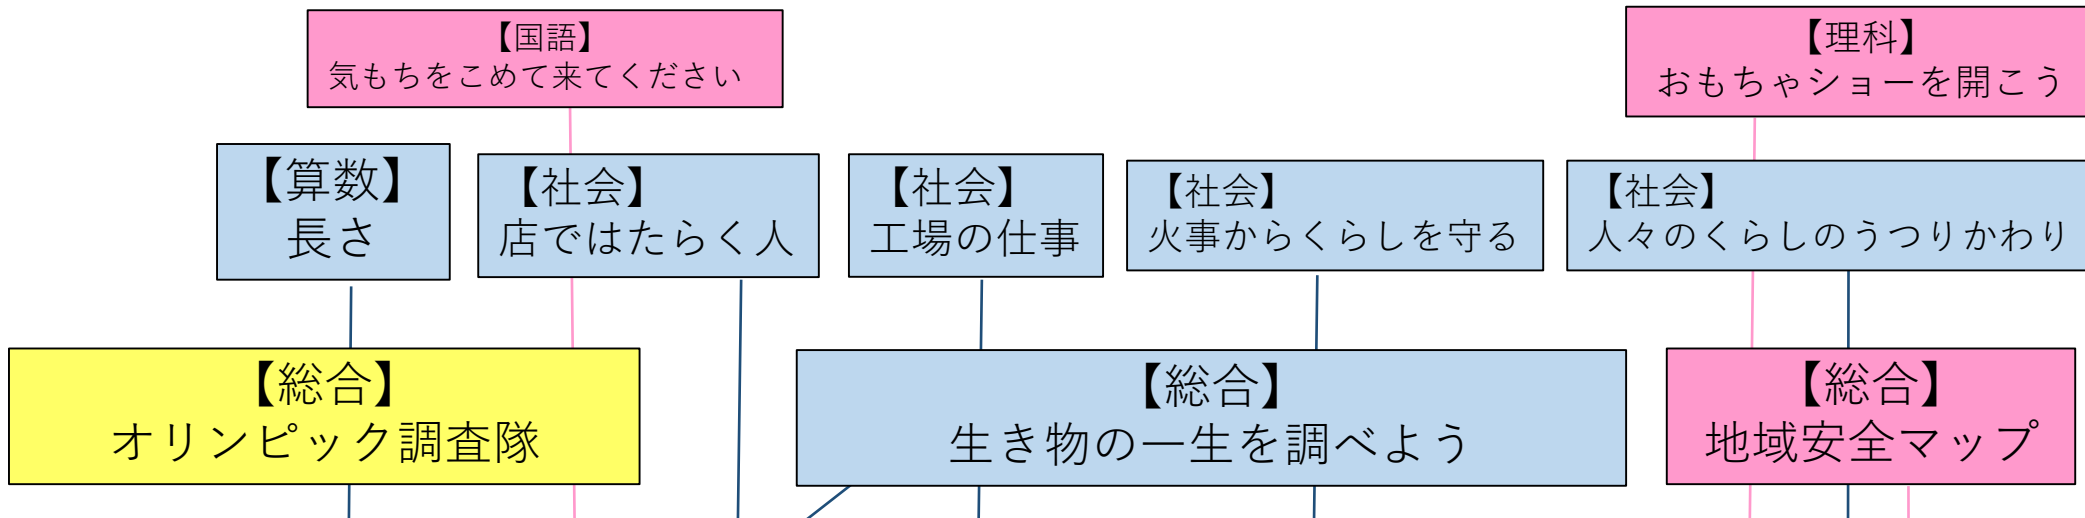 【国語】
気もちをこめて来てください
【理科】
おもちゃショーを開こう
【算数】
長さ
【社会】
店ではたらく人
【社会】
工場の仕事
【社会】
火事からくらしを守る
【社会】
人々のくらしのうつりかわり
【総合】
オリンピック調査隊
【総合】
生き物の一生を調べよう
【総合】
地域安全マップ